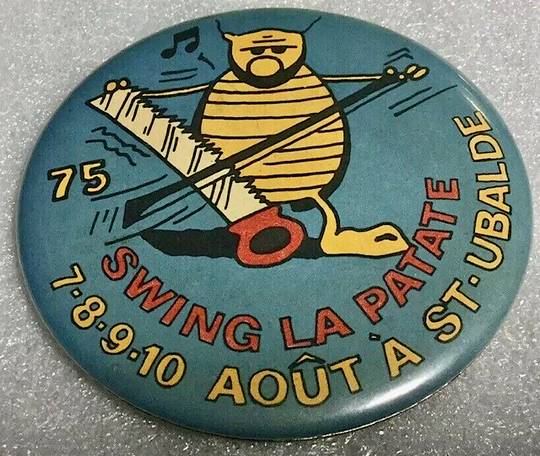 75
SWING LA PATATE
7·8·9·10 AOÛT À ST·UBALDE